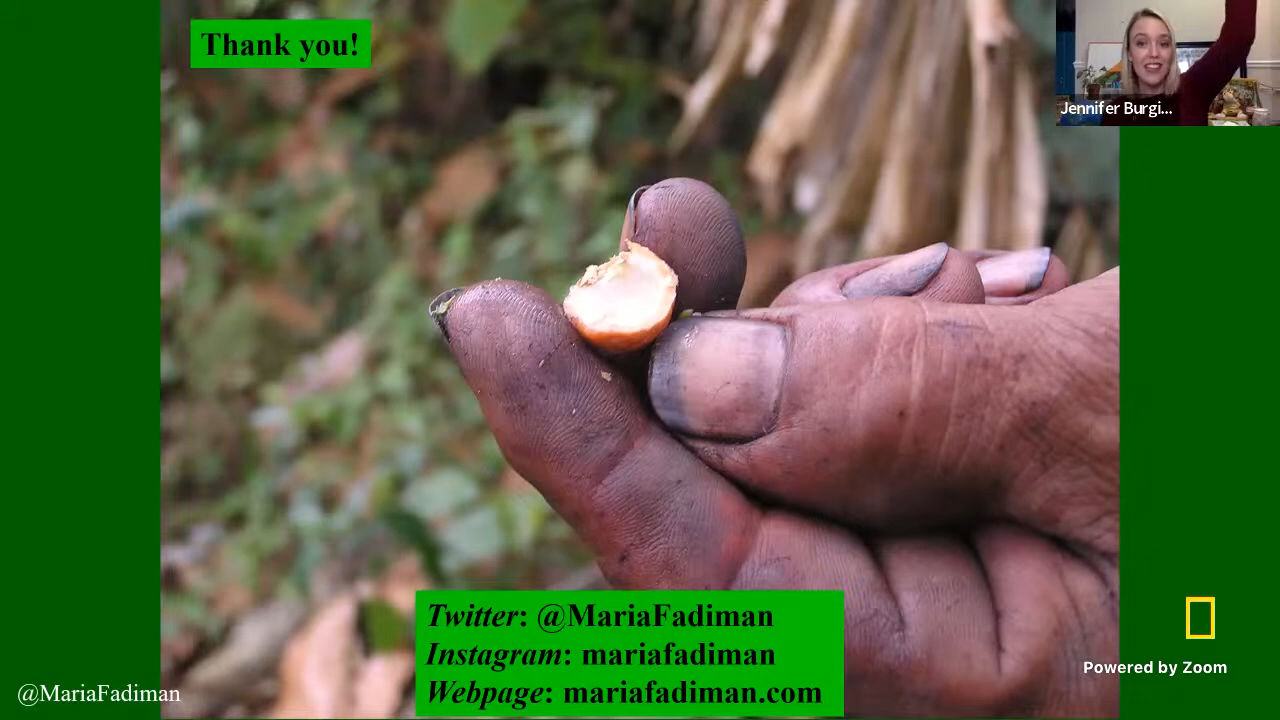 Thank you!
Jennifer Burgi...
Twitter: @MariaFadiman
Instagram: mariafadiman
Webpage: mariafadiman.com
Powered by Zoom
@MariaFadiman